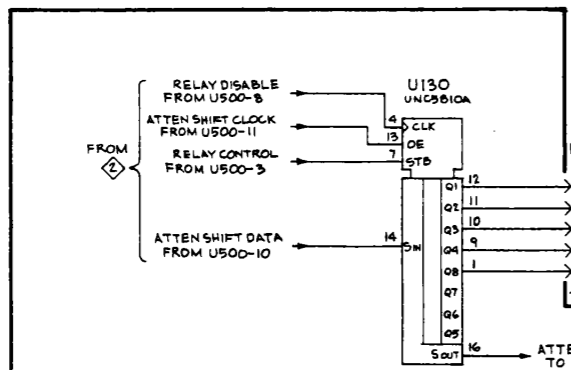 RELAY DISABLE
FROM U500-8
ATTEN SHIFT CLOCK
FROM U500-11
RELAY CONTROL
FROM U500-3
FROM
2
ATTEN SHIFT DATA
FROM U500-10
U130
UNC5810A
4
CLK
13
OE
7
STB
14
SIN
Q1
12
Q2
11
Q3
10
Q4
9
Q8
1
Q7
Q6
Q5
SOUT
16
ATTE
TO